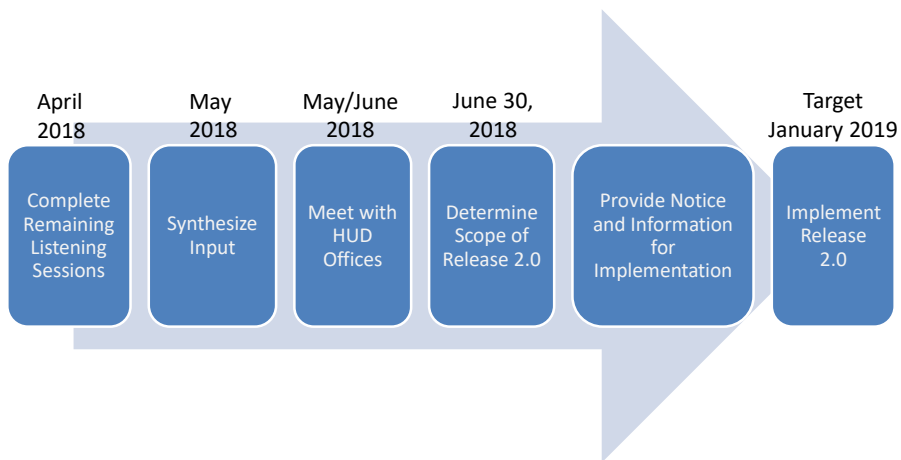 April
2018
Complete
Remaining
Listening
Sessions
May
2018
Synthesize
Input
May/June
2018
Meet with
HUD
Offices
June 30,
2018
Determine
Scope of
Release 2.0
Provide Notice
and Information
for
Implementation
Target
January 2019
Implement
Release
2.0